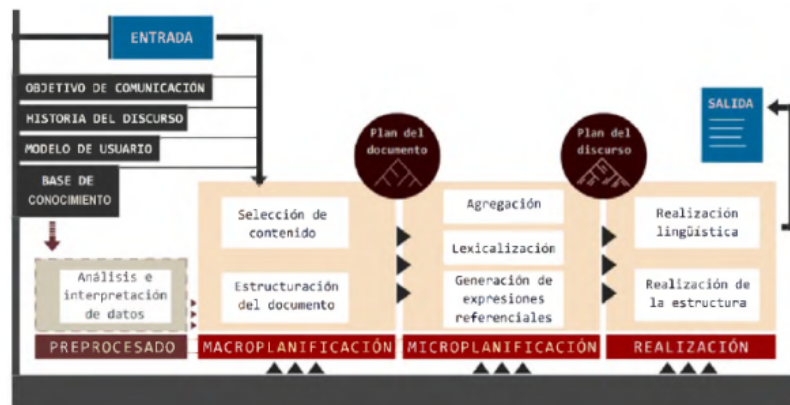 ENTRADA
OBJETIVO DE COMUNICACIÓN
HISTORIA DEL DISCURSO
MODELO DE USUARIO
BASE DE
CONOCIMIENTO
Análisis e
interpretación
de datos
PREPROCESADO
Selección de
contenido
Estructuración
del documento
MACROPLANIFICACIÓN
Plan del
documento
Agregación
Lexicalización
Generación de
expresiones
referenciales
MICROPLANIFICACIÓN
Plan del
discurso
Realización
lingüística
Realización de
la estructura
REALIZACIÓN
SALIDA